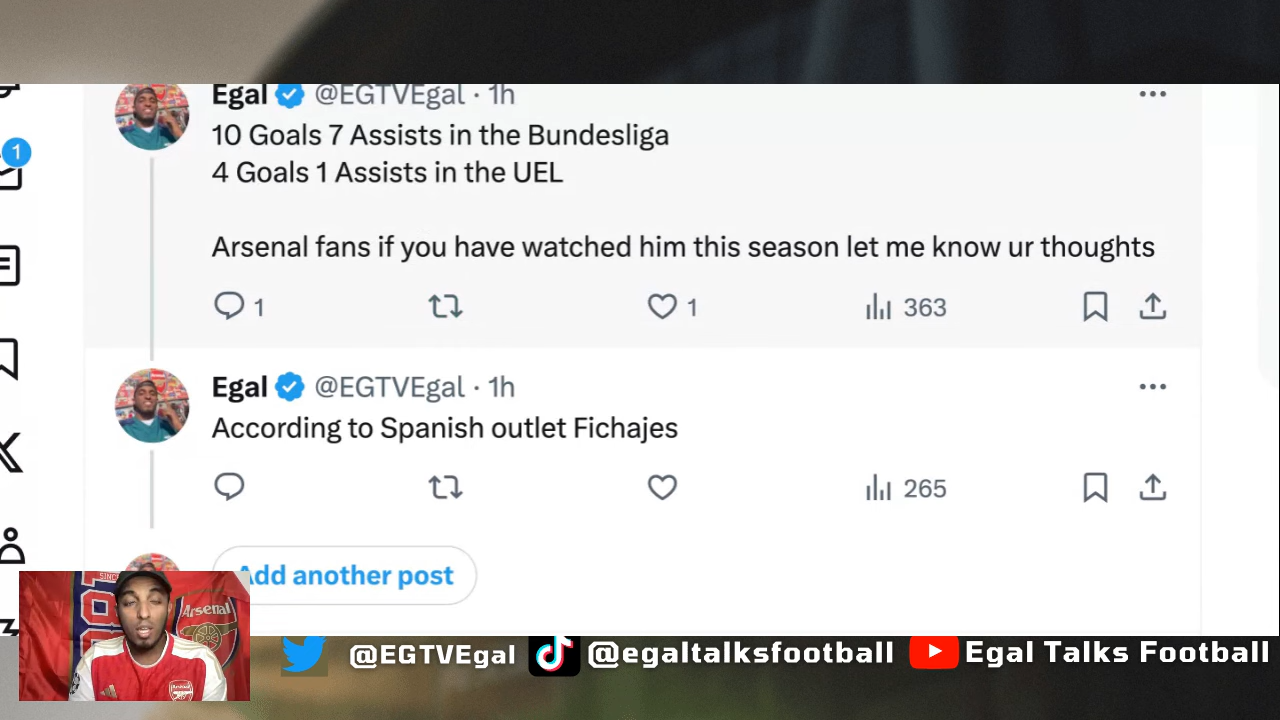 Egal @EGTVEgal · 1h
10 Goals 7 Assists in the Bundesliga
4 Goals 1 Assists in the UEL
Arsenal fans if you have watched him this season let me know ur thoughts
1
1
363
1
Egal @EGTVEgal · 1h
According to Spanish outlet Fichajes
265
Add another post
Arsenal
@EGTVEgal
@egaltalksfootball
Egal Talks Football